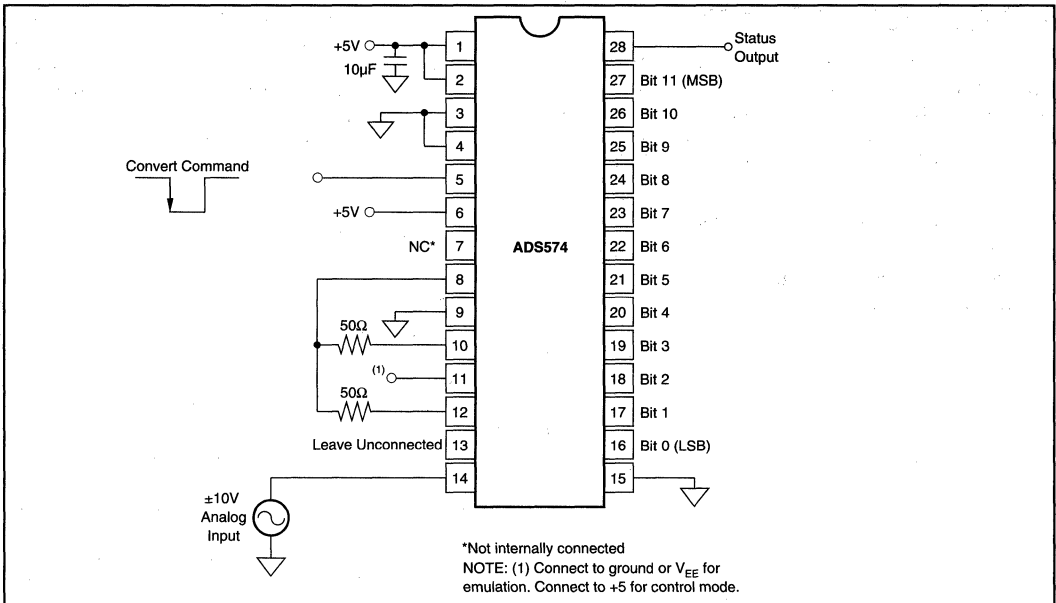 +5V
10µF
1
2
3
4
Convert Command
5
+5V
6
NC*
7
8
9
50Ω
10
(1)
11
50Ω
12
Leave Unconnected
13
14
±10V
Analog
Input
ADS574
28
Status
Output
27
Bit 11 (MSB)
26
Bit 10
25
Bit 9
24
Bit 8
23
Bit 7
22
Bit 6
21
Bit 5
20
Bit 4
19
Bit 3
18
Bit 2
17
Bit 1
16
Bit 0 (LSB)
15
*Not internally connected
NOTE: (1) Connect to ground or VEE for
emulation. Connect to +5 for control mode.